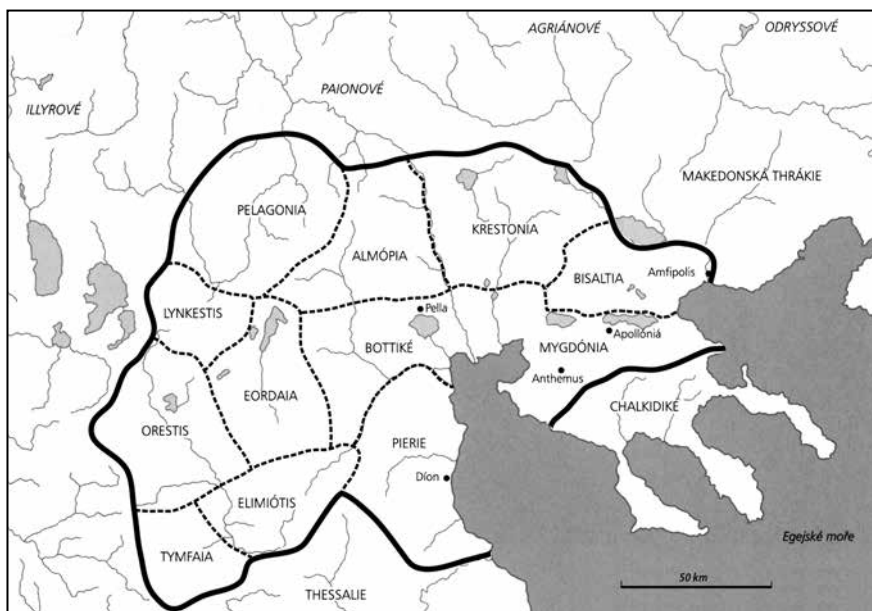 AGRIÁNOVÉ
ODRYSSOVÉ
PAIONOVÉ
ILLYROVÉ
MAKEDONSKÁ THRÁKIE
PELAGONIA
KRESTONIA
ALMÓPIA
BISALTIA
Amfipolis
LYNKESTIS
Pella
Apollóniá
BOTTIKÉ
MYGDÓNIA
Anthemus
EORDAIA
CHALKIDIKÉ
ORESTIS
PIERIE
Díon
ELIMIÓTIS
TYMFAIA
Egejské moře
50 km
THESSALIE